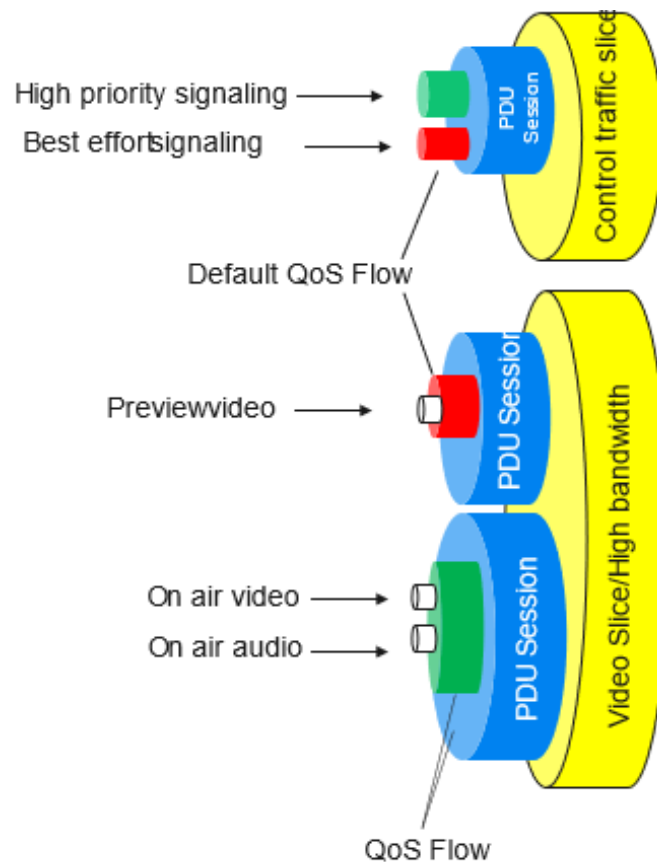 High priority signaling
Best effortsignaling
PDU
Session
Control traffic slice
Default QoS Flow
Previewvideo
PDU Session
On air video
On air audio
PDU Session
Video Slice/High bandwidth
QoS Flow